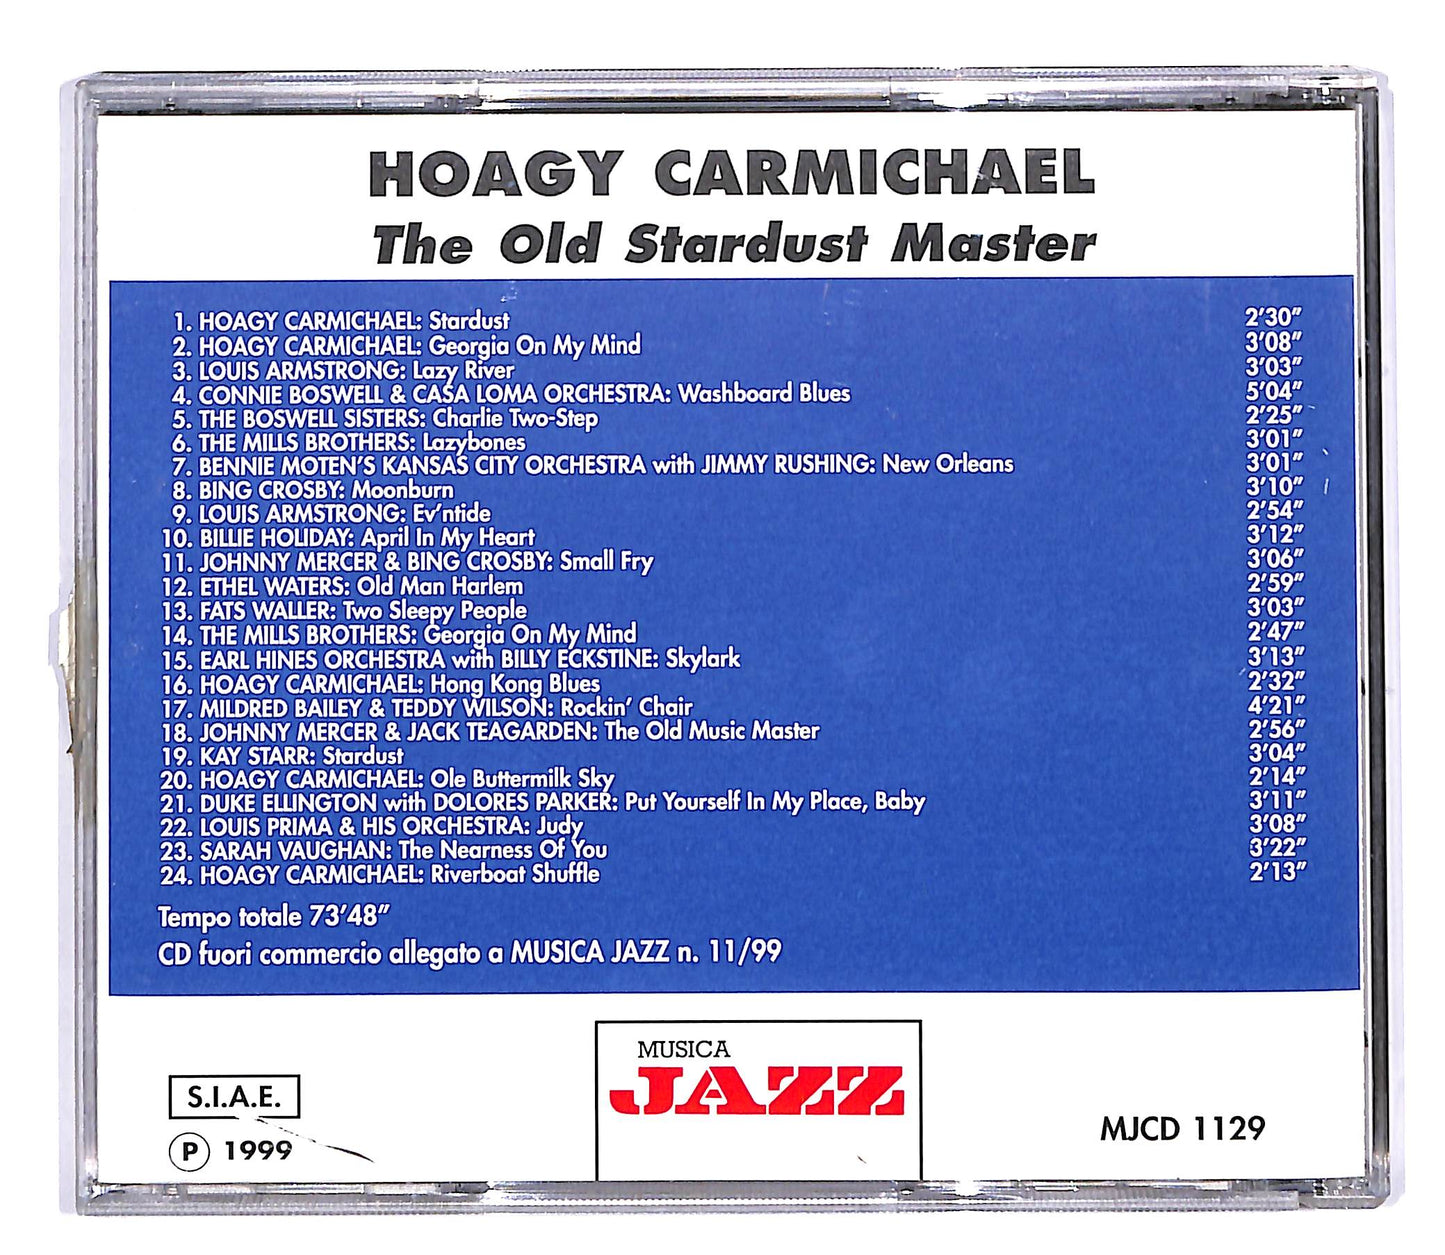 HOAGY CARMICHAEL
The Old Stardust Master
1. HOAGY CARMICHAEL: Stardust 2'30"
2. HOAGY CARMICHAEL: Georgia On My Mind 3'08"
3. LOUIS ARMSTRONG: Lazy River 3'03"
4. CONNIE BOSWELL & CASA LOMA ORCHESTRA: Washboard Blues 5'04"
5. THE BOSWELL SISTERS: Charlie Two-Step 2'25"
6. THE MILLS BROTHERS: Lazybones 3'01"
7. BENNIE MOTEN'S KANSAS CITY ORCHESTRA with JIMMY RUSHING: New Orleans 3'01"
8. BING CROSBY: Moonburn 3'10"
9. LOUIS ARMSTRONG: Ev'ntide 2'54"
10. BILLIE HOLIDAY: April In My Heart 3'12"
11. JOHNNY MERCER & BING CROSBY: Small Fry 3'06"
12. ETHEL WATERS: Old Man Harlem 2'59"
13. FATS WALLER: Two Sleepy People 3'03"
14. THE MILLS BROTHERS: Georgia On My Mind 2'47"
15. EARL HINES ORCHESTRA with BILLY ECKSTINE: Skylark 3'13"
16. HOAGY CARMICHAEL: Hong Kong Blues 2'32"
17. MILDRED BAILEY & TEDDY WILSON: Rockin' Chair 4'21"
18. JOHNNY MERCER & JACK TEAGARDEN: The Old Music Master 2'56"
19. KAY STARR: Stardust 3'04"
20. HOAGY CARMICHAEL: Ole Buttermilk Sky 2'14"
21. DUKE ELLINGTON with DOLORES PARKER: Put Yourself In My Place, Baby 3'11"
22. LOUIS PRIMA & HIS ORCHESTRA: Judy 3'08"
23. SARAH VAUGHAN: The Nearness Of You 3'22"
24. HOAGY CARMICHAEL: Riverboat Shuffle 2'13"
Tempo totale 73'48"
CD fuori commercio allegato a MUSICA JAZZ n. 11/99
S.I.A.E.
℗ 1999
MUSICA
JAZZ
MJCD 1129